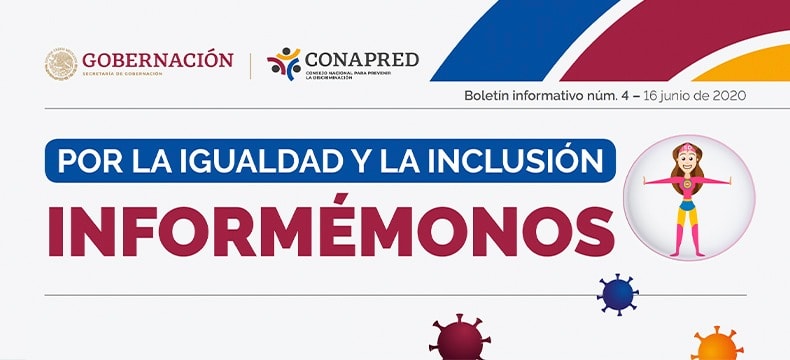 GOBERNACIÓN
SECRETARÍA DE GOBERNACIÓN
CONAPRED
CONSEJO NACIONAL PARA PREVENIR
LA DISCRIMINACIÓN
Boletín informativo núm. 4 – 16 junio de 2020
POR LA IGUALDAD Y LA INCLUSIÓN
INFORMÉMONOS